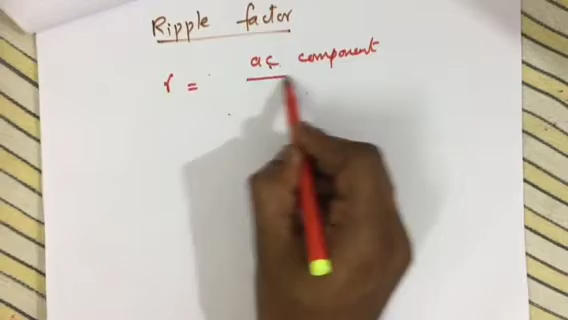 Ripple factor
ac component
r =